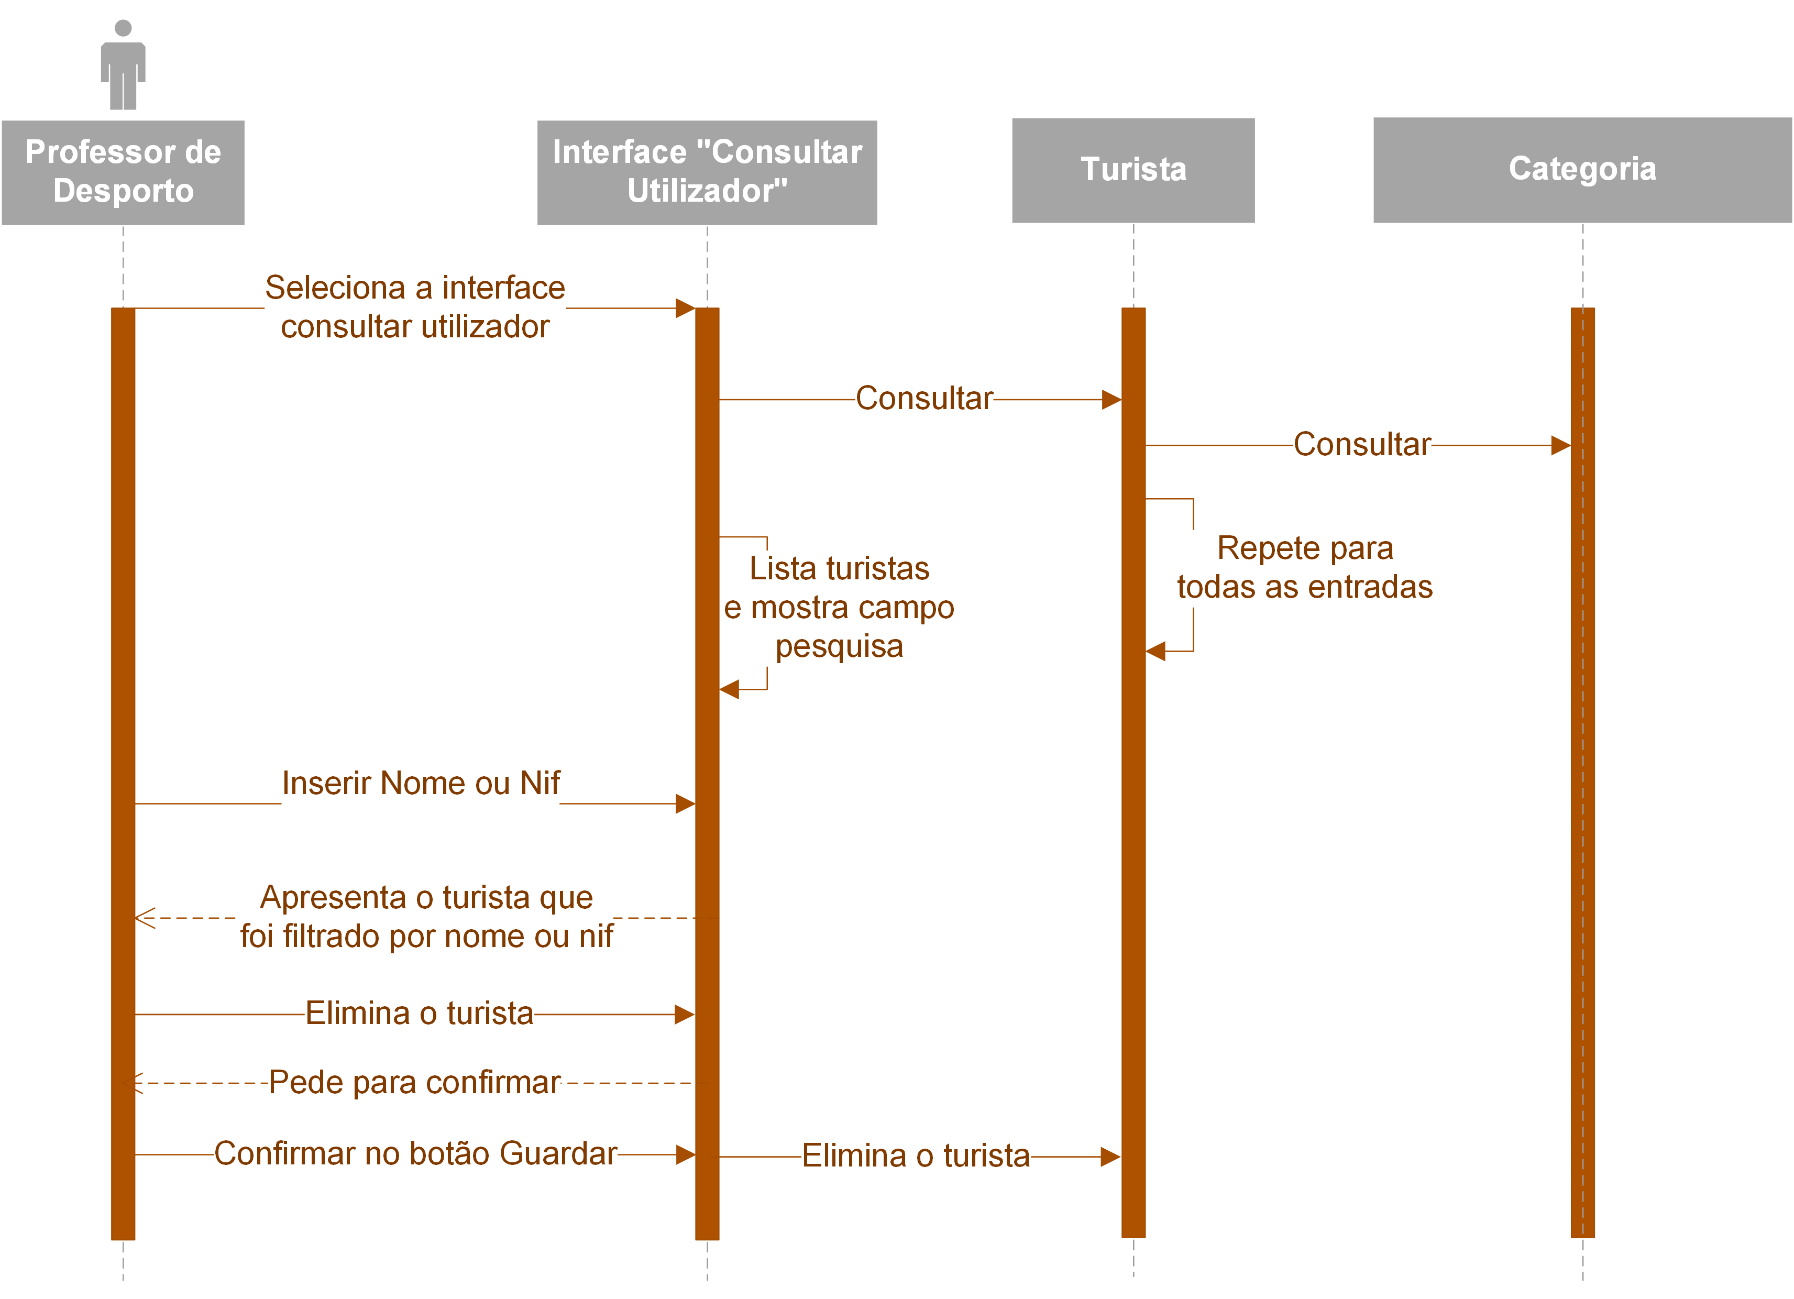 Professor de
Desporto
Interface "Consultar
Utilizador"
Turista
Categoria
Seleciona a interface
consultar utilizador
Consultar
Consultar
Repete para
todas as entradas
Lista turistas
e mostra campo
pesquisa
Inserir Nome ou Nif
Apresenta o turista que
foi filtrado por nome ou nif
Elimina o turista
Pede para confirmar
Confirmar no botão Guardar
Elimina o turista